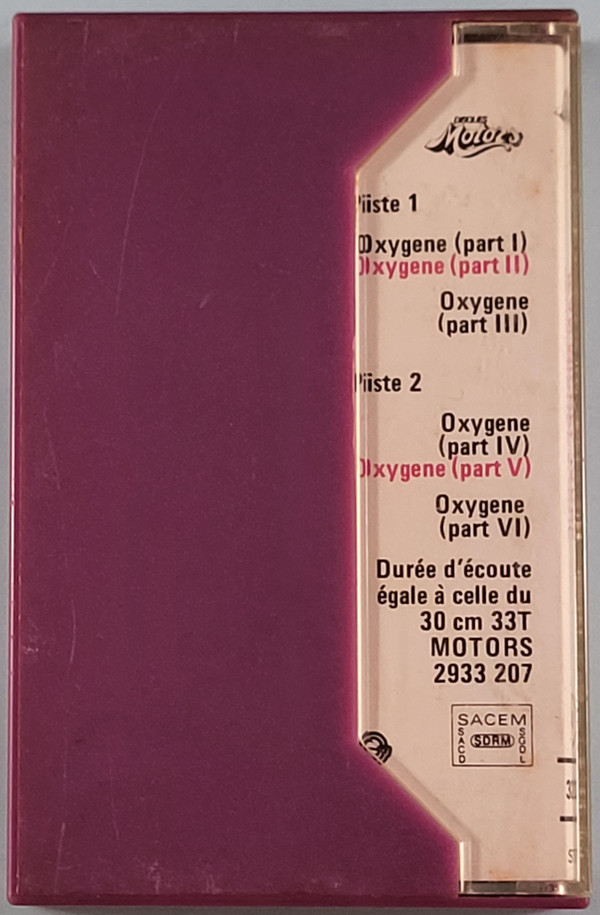 DISQUES
Motors
Piste 1
Oxygene (part I)
Oxygene (part II)
Oxygene
(part III)
Piste 2
Oxygene
(part IV)
Oxygene (part V)
Oxygene
(part VI)
Durée d'écoute
égale à celle du
30 cm 33T
MOTORS
2933 207
SACEM
SACD
SDRM
SGDL